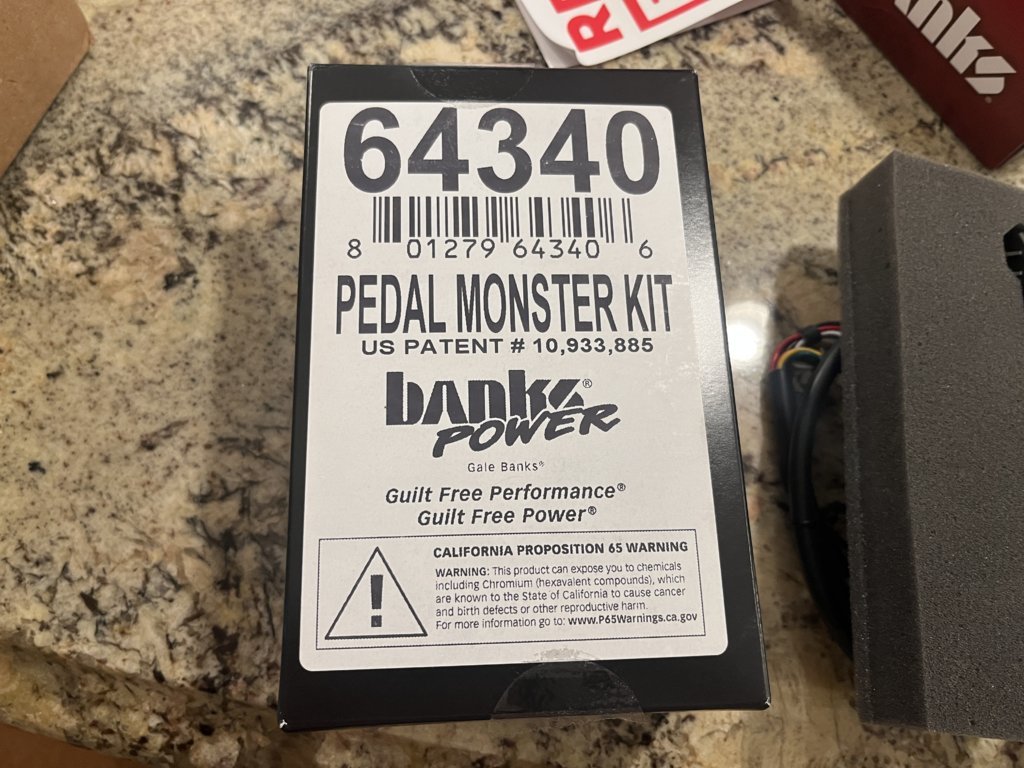 64340
8 01279 64340 6
PEDAL MONSTER KIT
US PATENT # 10,933,885
banks®
POWER
Gale Banks®
Guilt Free Performance®
Guilt Free Power®
CALIFORNIA PROPOSITION 65 WARNING
WARNING: This product can expose you to chemicals
including Chromium (hexavalent compounds), which
are known to the State of California to cause cancer
and birth defects or other reproductive harm.
For more information go to: www.P65Warnings.ca.gov